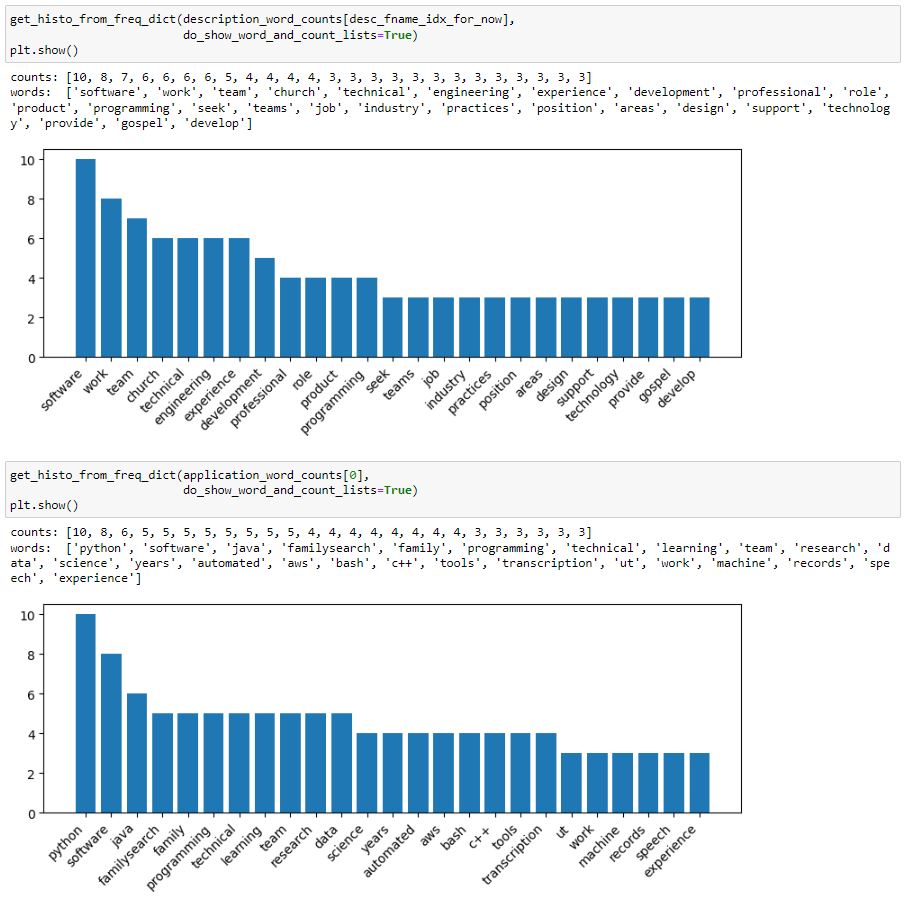 get_histo_from_freq_dict(description_word_counts[desc_fname_idx_for_now],
do_show_word_and_count_lists=True)
plt.show()
counts: [10, 8, 7, 6, 6, 6, 6, 5, 4, 4, 4, 4, 3, 3, 3, 3, 3, 3, 3, 3, 3, 3, 3, 3, 3]
words:  ['software', 'work', 'team', 'church', 'technical', 'engineering', 'experience', 'development', 'professional', 'role',
'product', 'programming', 'seek', 'teams', 'job', 'industry', 'practices', 'position', 'areas', 'design', 'support', 'technolog
y', 'provide', 'gospel', 'develop']
10
8
6
4
2
0
software
work
team
church
technical
engineering
experience
development
professional
role
product
programming
seek
teams
job
industry
practices
position
areas
design
support
technology
provide
gospel
develop
get_histo_from_freq_dict(application_word_counts[0],
do_show_word_and_count_lists=True)
plt.show()
counts: [10, 8, 6, 5, 5, 5, 5, 5, 5, 5, 5, 4, 4, 4, 4, 4, 4, 4, 4, 3, 3, 3, 3, 3, 3]
words:  ['python', 'software', 'java', 'familysearch', 'family', 'programming', 'technical', 'learning', 'team', 'research', 'd
ata', 'science', 'years', 'automated', 'aws', 'bash', 'c++', 'tools', 'transcription', 'ut', 'work', 'machine', 'records', 'spe
ech', 'experience']
10
8
6
4
2
0
python
software
java
familysearch
family
programming
technical
learning
team
research
data
science
years
automated
aws
bash
c++
tools
transcription
ut
work
machine
records
speech
experience